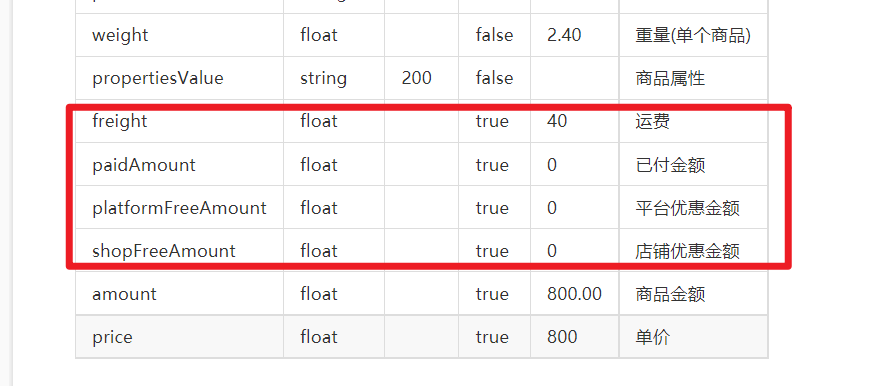 weight float false 2.40 重量(单个商品)
propertiesValue string 200 false 商品属性
freight float true 40 运费
paidAmount float true 0 已付金额
platformFreeAmount float true 0 平台优惠金额
shopFreeAmount float true 0 店铺优惠金额
amount float true 800.00 商品金额
price float true 800 单价